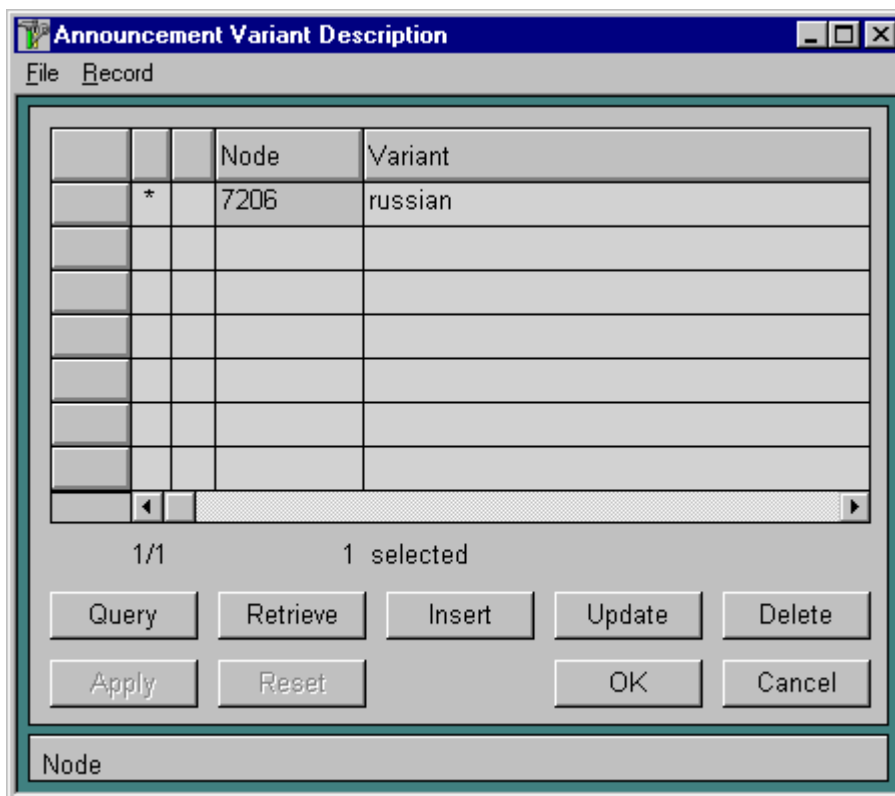 Announcement Variant Description
File Record
Node Variant
* 7206 russian
1/1 1 selected
Query Retrieve Insert Update Delete
Apply Reset OK Cancel
Node